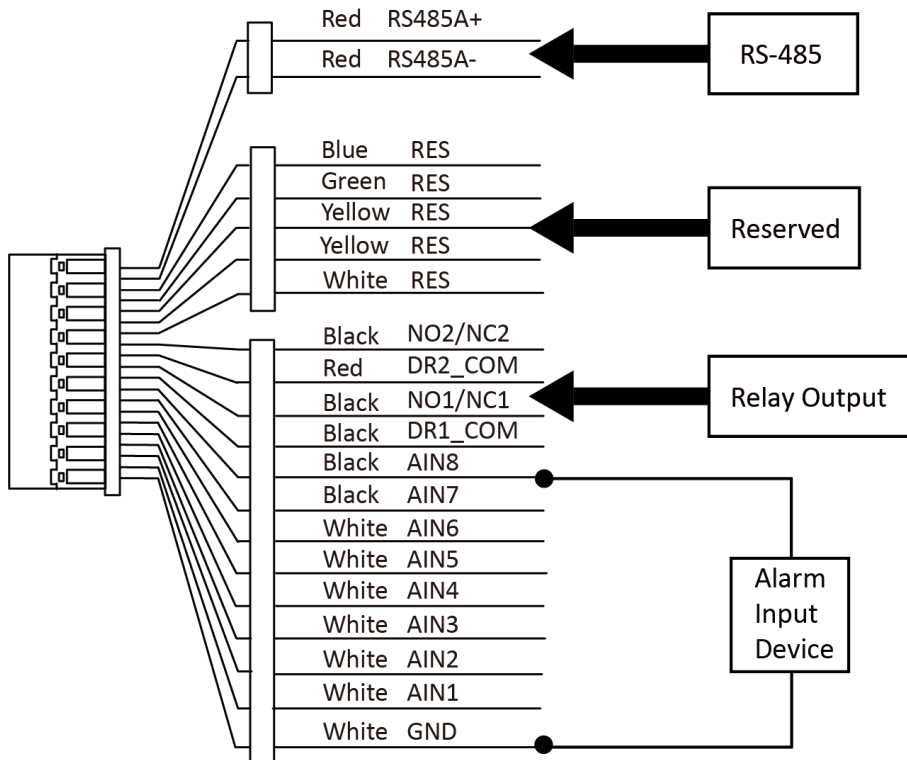 Red RS485A+
Red RS485A-
RS-485
Blue RES
Green RES
Yellow RES
Yellow RES
White RES
Reserved
Black NO2/NC2
Red DR2_COM
Black NO1/NC1
Black DR1_COM
Relay Output
Black AIN8
Black AIN7
White AIN6
White AIN5
White AIN4
White AIN3
White AIN2
White AIN1
White GND
Alarm
Input
Device